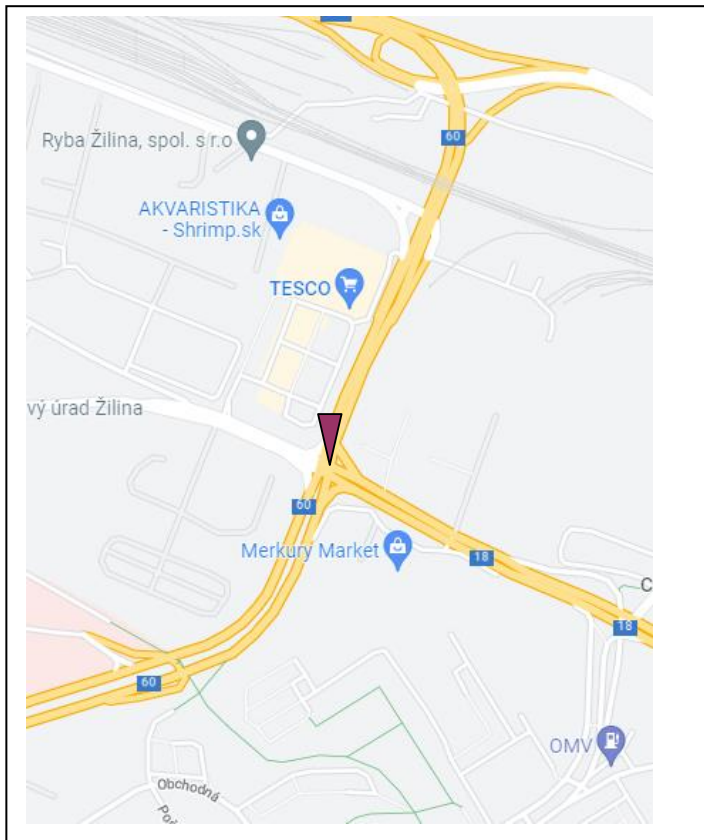 60
Ryba Žilina, spol. s r.o
AKVARISTIKA
- Shrimp.sk
TESCO
vý úrad Žilina
60
Merkury Market
18
C
18
60
OMV
Obchodná